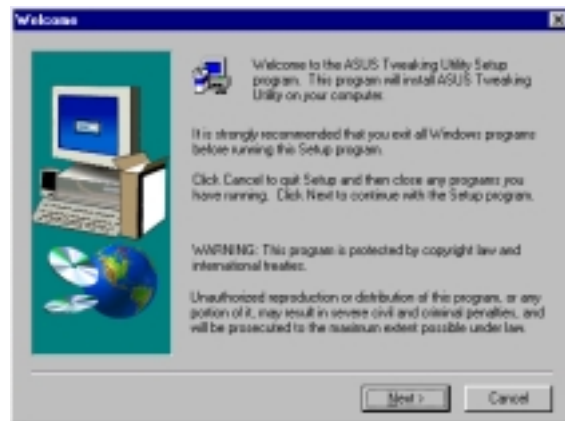 Welcome
Welcome to the ASUS Tweaking Utility Setup
program. This program will install ASUS Tweaking
Utility on your computer.
It is strongly recommended that you exit all Windows programs
before running this Setup program.
Click Cancel to quit Setup and then close any programs you
have running. Click Next to continue with the Setup program.
WARNING: This program is protected by copyright law and
international treaties.
Unauthorized reproduction or distribution of this program, or any
portion of it, may result in severe civil and criminal penalties, and
will be prosecuted to the maximum extent possible under law.
Next >
Cancel